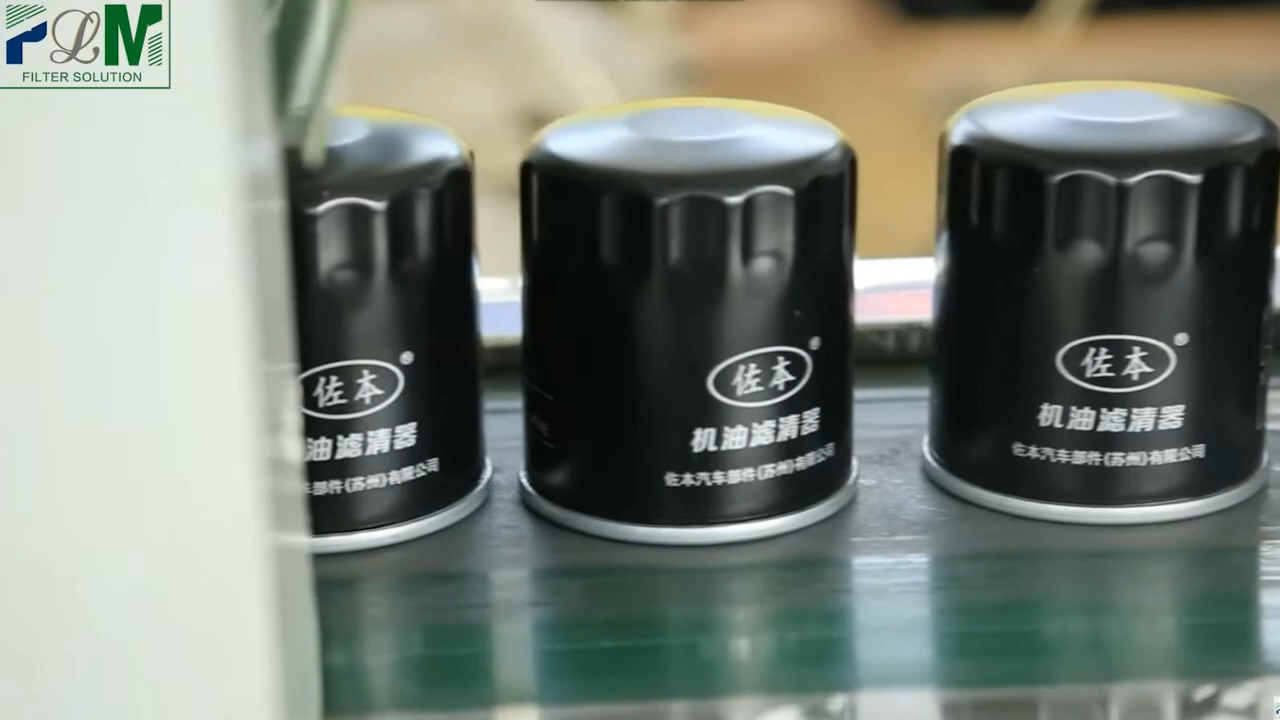 PLM
FILTER SOLUTION
佐本
油滤清器
车部件(苏州)有限公司
佐本®
机油滤清器
佐本汽车部件(苏州)有限公司
佐本®
机油滤清器
佐本汽车部件(苏州)有限公司